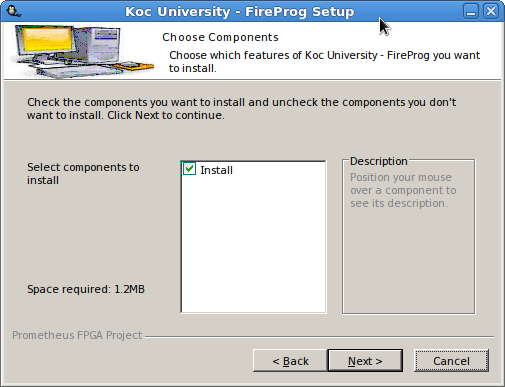 Koc University - FireProg Setup
Choose Components
Choose which features of Koc University - FireProg you want
to install.
Check the components you want to install and uncheck the components you don't
want to install. Click Next to continue.
Select components to
install
Install
Description
Position your mouse
over a component to
see its description.
Space required: 1.2MB
Prometheus FPGA Project
< Back
Next >
Cancel